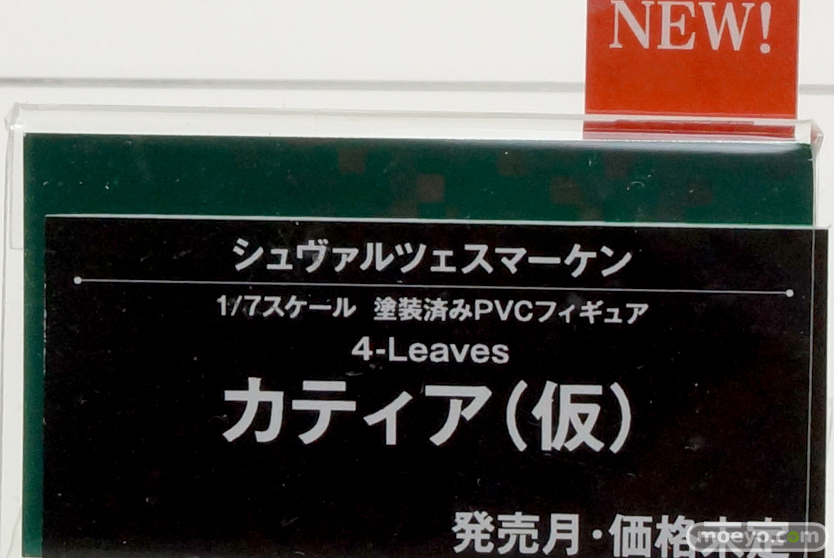 NEW!
シュヴァルツェスマーケン
1/7スケール 塗装済みPVCフィギュア
4-Leaves
カティア(仮)
発売月・価格未定
moeyo.com